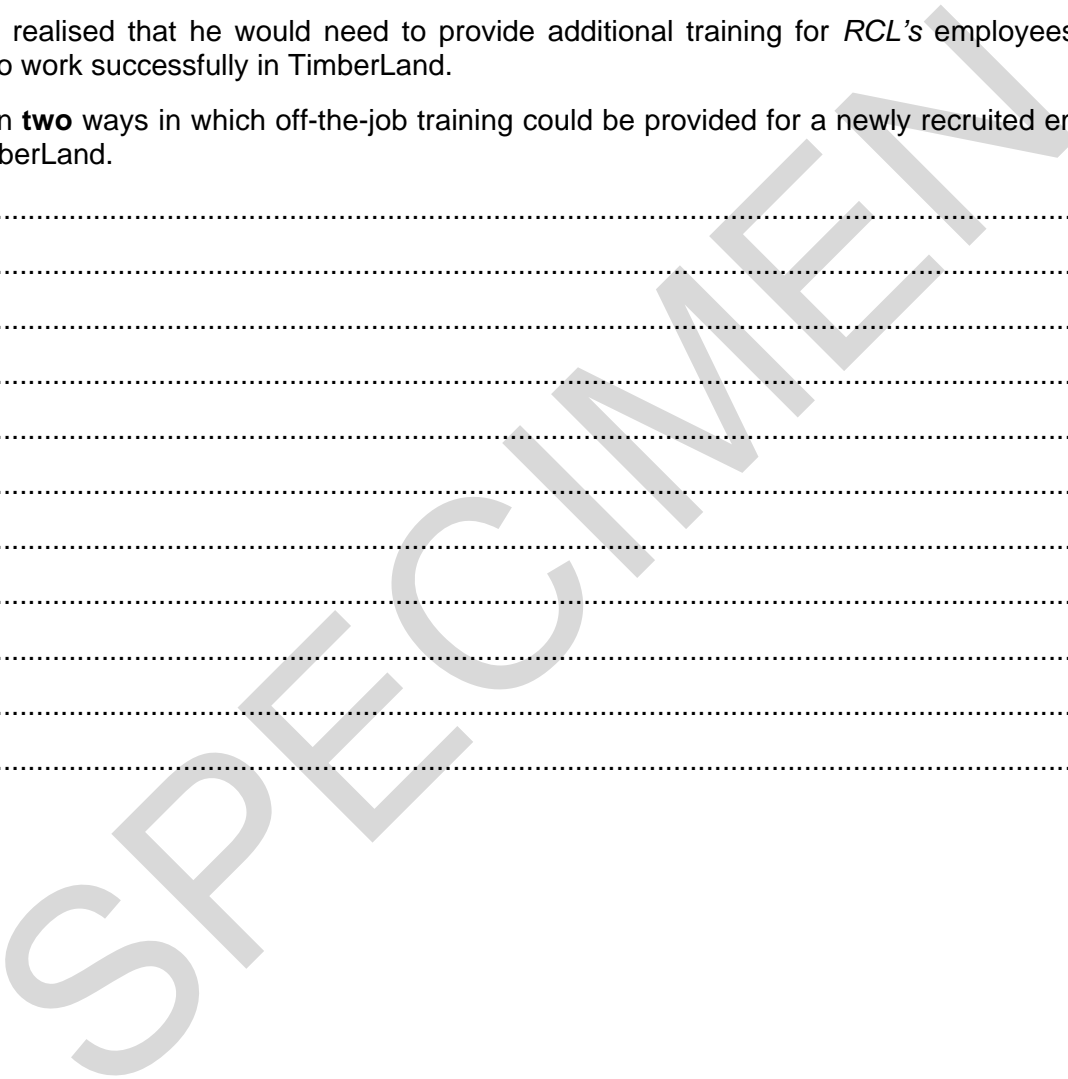 realised that he would need to provide additional training for RCL's employees
o work successfully in TimberLand.
n two ways in which off-the-job training could be provided for a newly recruited e
berLand.
SPECIMEN